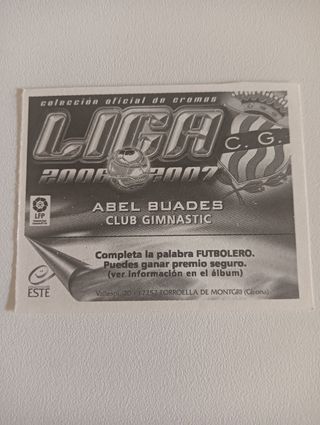 colección oficial de cromos
LIGA
2006 2007
C. G.
LFP
ABEL BUADES
CLUB GIMNASTIC
Completa la palabra FUTBOLERO.
Puedes ganar premio seguro.
(ver información en el álbum)
ESTE
TORROELLA DE MONTGRI (Girona)